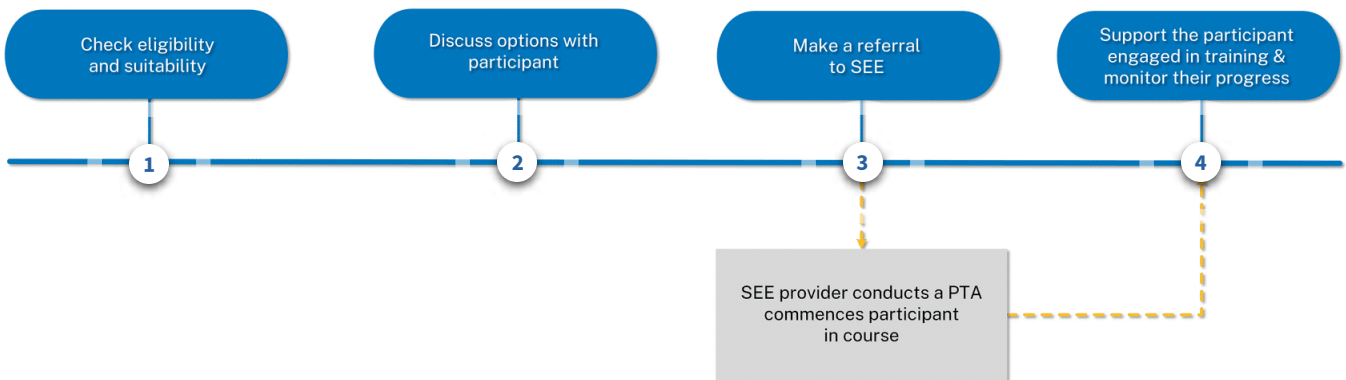 Check eligibility
and suitability
Discuss options with
participant
Make a referral
to SEE
Support the participant
engaged in training &
monitor their progress
1
2
3
4
SEE provider conducts a PTA
commences participant
in course